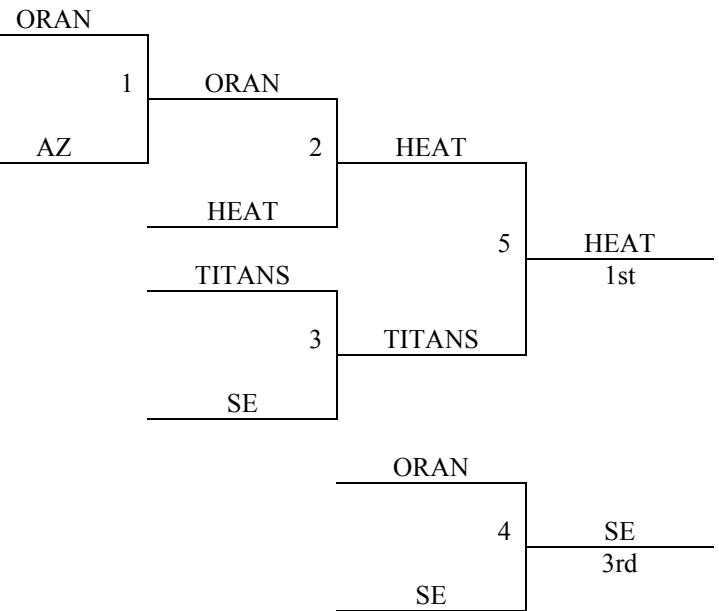 ORAN
1
ORAN
AZ
2
HEAT
HEAT
5
HEAT
1st
TITANS
3
TITANS
SE
ORAN
4
SE
3rd
SE